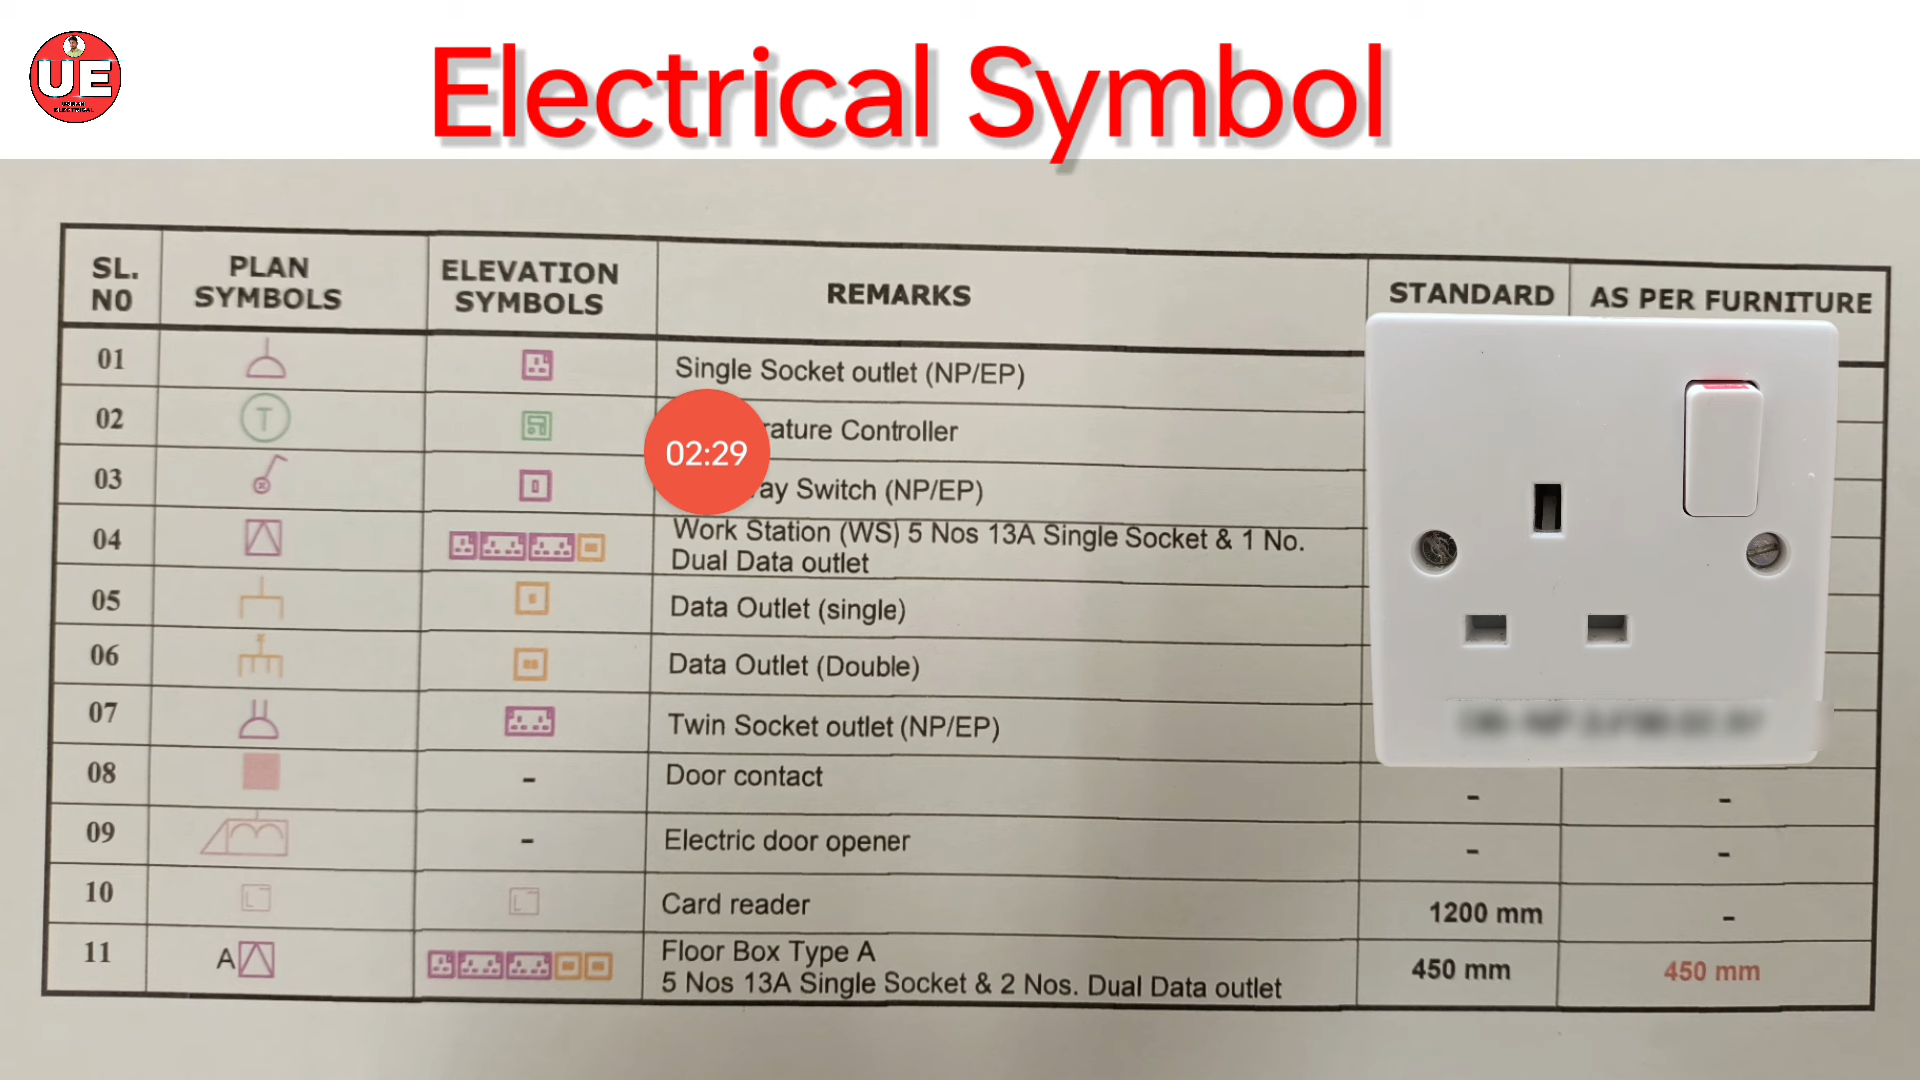 UE
URBAN
ELECTRICAL
Electrical Symbol
SL. NO
PLAN SYMBOLS
ELEVATION SYMBOLS
REMARKS
STANDARD
AS PER FURNITURE
01
Single Socket outlet (NP/EP)
02
T
rature Controller
03
ay Switch (NP/EP)
02:29
04
Work Station (WS) 5 Nos 13A Single Socket & 1 No.
Dual Data outlet
05
Data Outlet (single)
06
Data Outlet (Double)
07
Twin Socket outlet (NP/EP)
08
-
Door contact
-
-
09
-
Electric door opener
-
-
10
Card reader
1200 mm
-
11
A
Floor Box Type A
5 Nos 13A Single Socket & 2 Nos. Dual Data outlet
450 mm
450 mm